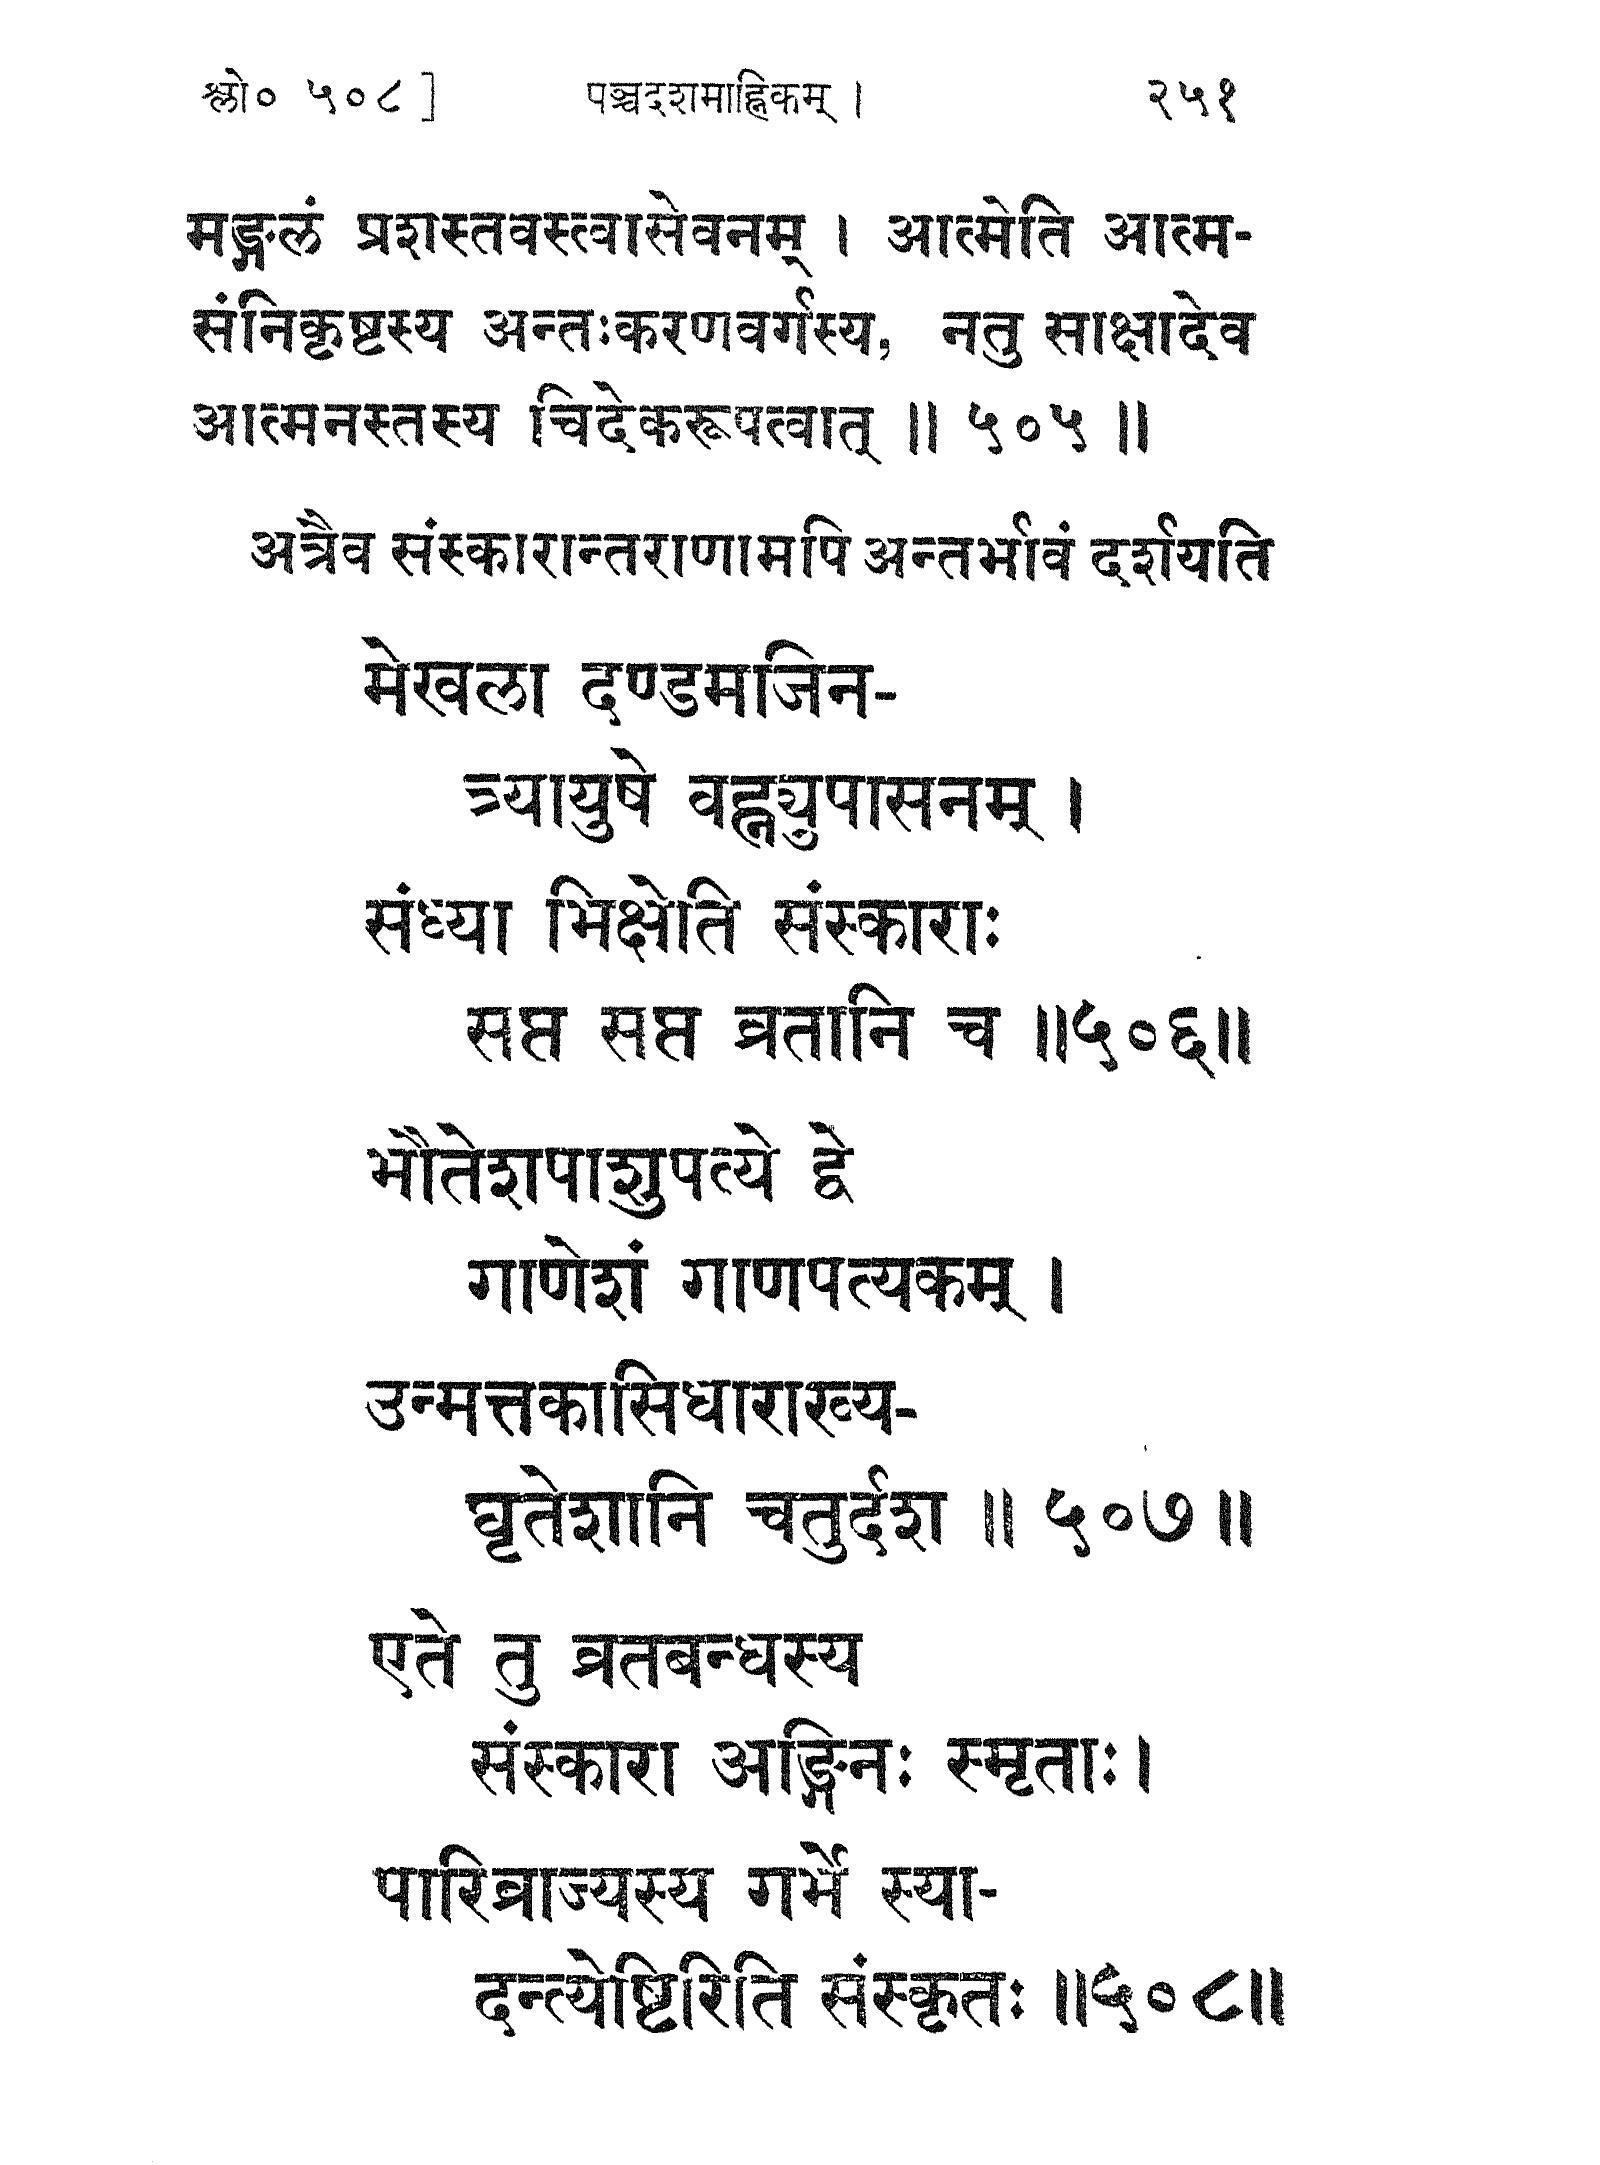 श्लो० ५०८] पञ्चदशमाह्निकम् । २५१
मङ्गलं प्रशस्तवस्त्वासेवनम् । आत्मेति आत्म-
संनिकृष्टस्य अन्तःकरणवर्गस्य, नतु साक्षादेव
आत्मनस्तस्य चिदेकरूपत्वात् ॥ ५०५ ॥
अत्रैव संस्कारान्तराणामपि अन्तर्भावं दर्शयति
मेखला दण्डमजिन-
त्र्यायुषे वह्न्युपासनम् ।
संध्या भिक्षेति संस्काराः
सप्त सप्त व्रतानि च ॥५०६॥
भौतेशपाशुपत्ये द्वे
गाणेशं गाणपत्यकम् ।
उन्मत्तकासिधाराख्य-
घृतेशानि चतुर्दश ॥ ५०७॥
एते तु व्रतबन्धस्य
संस्कारा अङ्गिनः स्मृताः।
पारिव्राज्यस्य गर्भे स्या-
दन्त्येष्टिरिति संस्कृतः ॥५०८॥